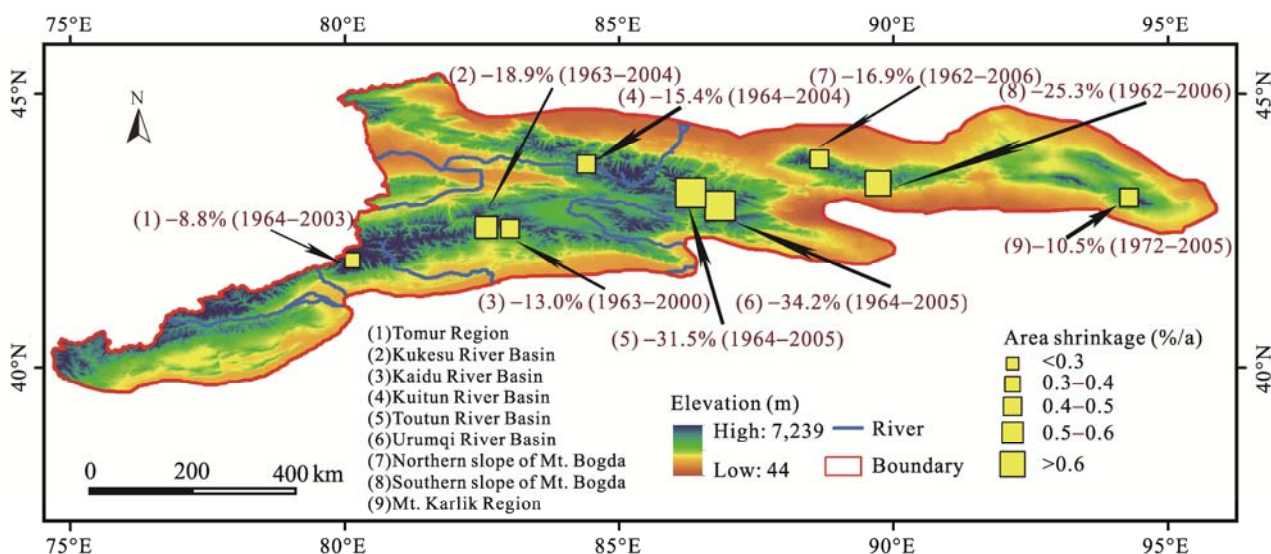 75°E 80°E 85°E 90°E 95°E
45°N
45°N
N
(2) −18.9% (1963−2004)
(7) −16.9% (1962−2006)
(4) −15.4% (1964−2004)
(8) −25.3% (1962−2006)
(1) −8.8% (1964−2003)
(9) −10.5% (1972−2005)
(3) −13.0% (1963−2000)
(6) −34.2% (1964−2005)
(5) −31.5% (1964−2005)
40°N
40°N
(1)Tomur Region
(2)Kukesu River Basin
(3)Kaidu River Basin
(4)Kuitun River Basin
(5)Toutun River Basin
(6)Urumqi River Basin
(7)Northern slope of Mt. Bogda
(8)Southern slope of Mt. Bogda
(9)Mt. Karlik Region
0 200 400 km
Elevation (m)
High: 7,239
Low: 44
River
Boundary
Area shrinkage (%/a)
<0.3
0.3−0.4
0.4−0.5
0.5−0.6
>0.6
75°E 80°E 85°E 90°E 95°E